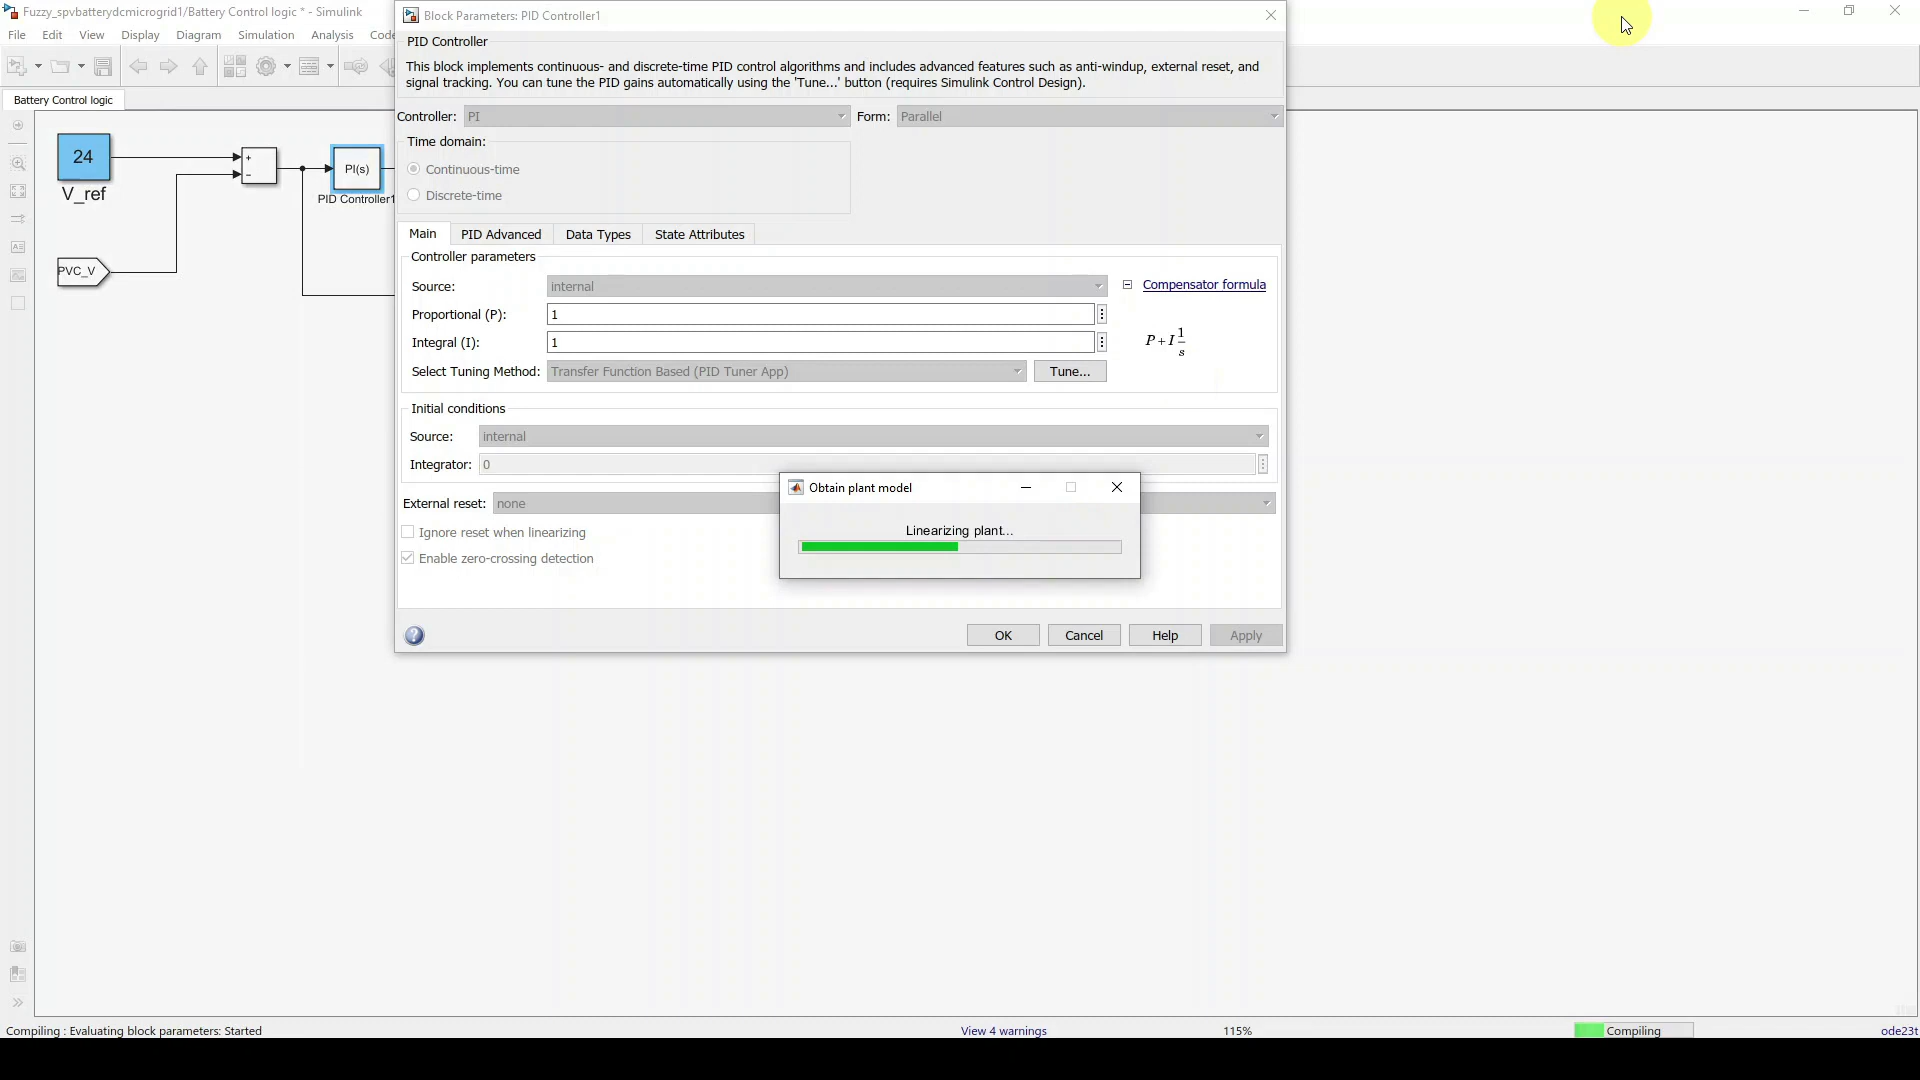 Fuzzy_spvbatterydcmicrogrid1/Battery Control logic * - Simulink
File Edit View Display Diagram Simulation Analysis Code
Battery Control logic
24
V_ref
PVC_V
+
−
PI(s)
PID Controller1
Block Parameters: PID Controller1
PID Controller
This block implements continuous- and discrete-time PID control algorithms and includes advanced features such as anti-windup, external reset, and
signal tracking. You can tune the PID gains automatically using the 'Tune...' button (requires Simulink Control Design).
Controller: PI Form: Parallel
Time domain:
Continuous-time
Discrete-time
Main PID Advanced Data Types State Attributes
Controller parameters
Source: internal Compensator formula
Proportional (P): 1
Integral (I): 1
P+I 1/s
Select Tuning Method: Transfer Function Based (PID Tuner App) Tune...
Initial conditions
Source: internal
Integrator: 0
External reset: none
Ignore reset when linearizing
Enable zero-crossing detection
Obtain plant model
Linearizing plant...
OK Cancel Help Apply
Compiling : Evaluating block parameters: Started View 4 warnings 115% Compiling ode23t